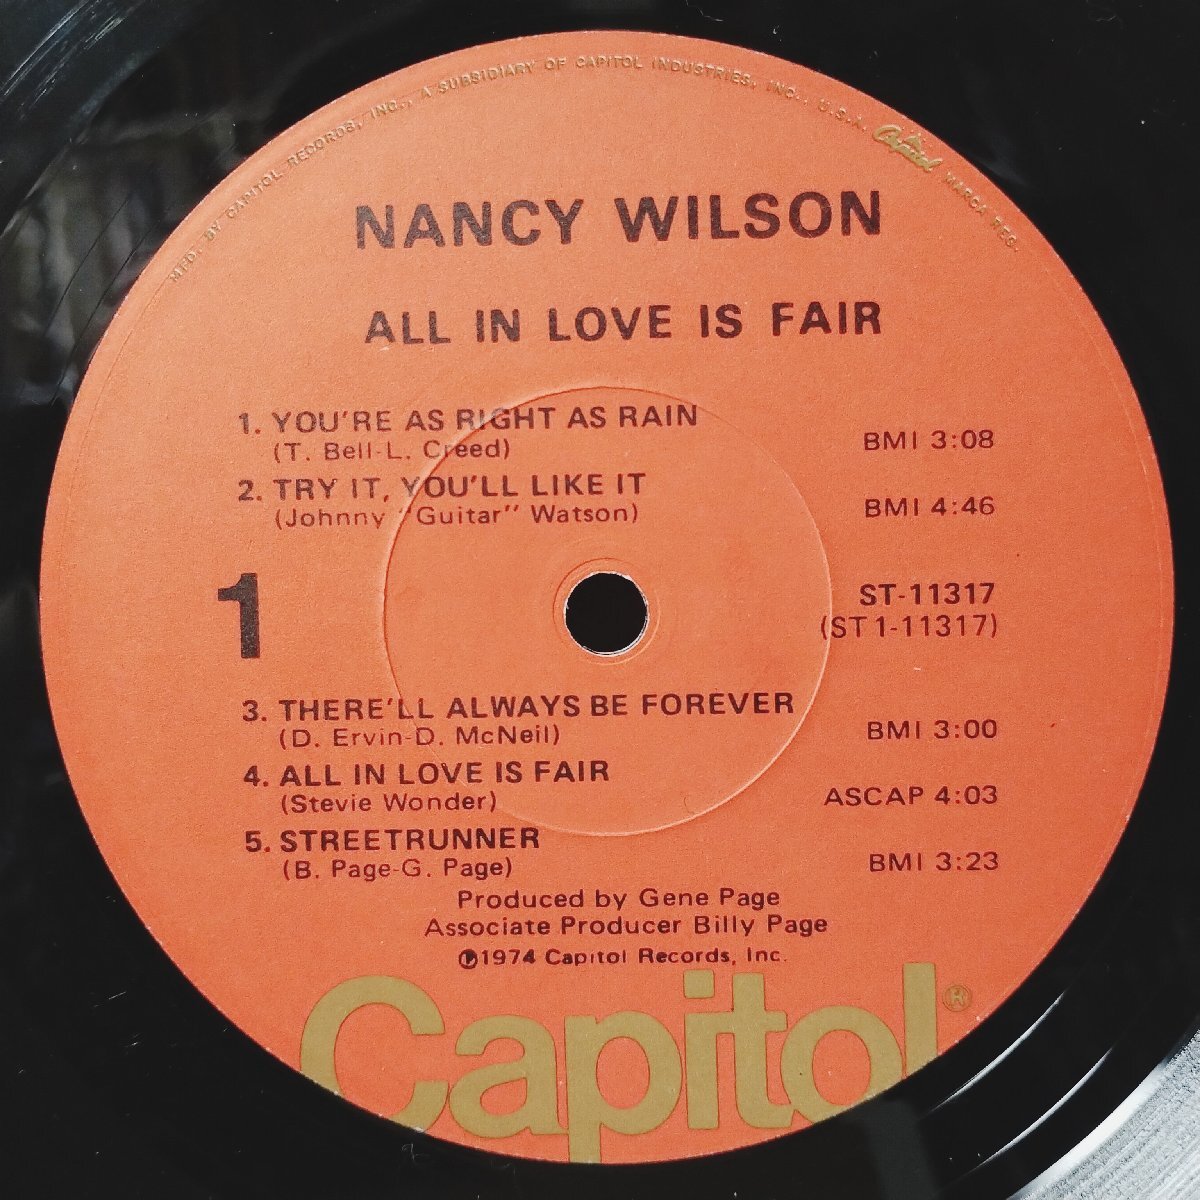 MFD. BY CAPITOL RECORDS, INC., A SUBSIDIARY OF CAPITOL INDUSTRIES, INC., U.S.A. Capitol MARCA REG.
NANCY WILSON
ALL IN LOVE IS FAIR
1. YOU'RE AS RIGHT AS RAIN
(T. Bell-L. Creed) BMI 3:08
2. TRY IT, YOU'LL LIKE IT
(Johnny "Guitar" Watson) BMI 4:46
1
ST-11317
(ST1-11317)
3. THERE'LL ALWAYS BE FOREVER
(D. Ervin-D. McNeil) BMI 3:00
4. ALL IN LOVE IS FAIR
(Stevie Wonder) ASCAP 4:03
5. STREETRUNNER
(B. Page-G. Page) BMI 3:23
Produced by Gene Page
Associate Producer Billy Page
℗1974 Capitol Records, Inc.
Capitol®